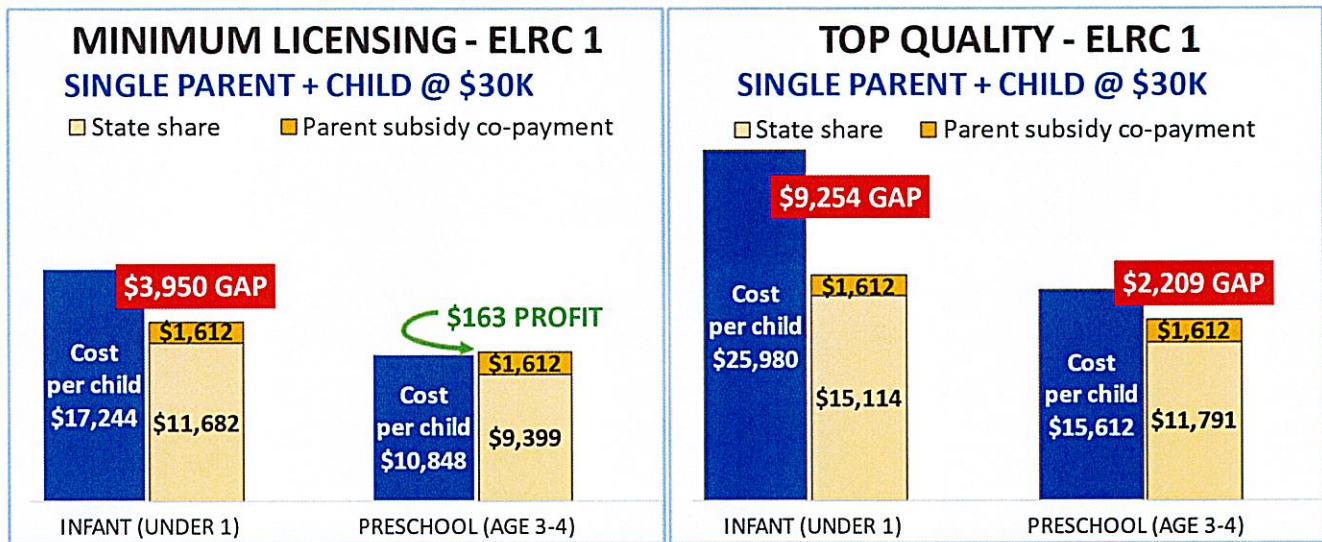 MINIMUM LICENSING - ELRC 1
SINGLE PARENT + CHILD @ $30K
State share
Parent subsidy co-payment
$3,950 GAP
$1,612
Cost
per child
$17,244
$11,682
$163 PROFIT
$1,612
Cost
per child
$10,848
$9,399
INFANT (UNDER 1)
PRESCHOOL (AGE 3-4)
TOP QUALITY - ELRC 1
SINGLE PARENT + CHILD @ $30K
State share
Parent subsidy co-payment
$9,254 GAP
$1,612
Cost
per child
$25,980
$15,114
$2,209 GAP
$1,612
Cost
per child
$15,612
$11,791
INFANT (UNDER 1)
PRESCHOOL (AGE 3-4)